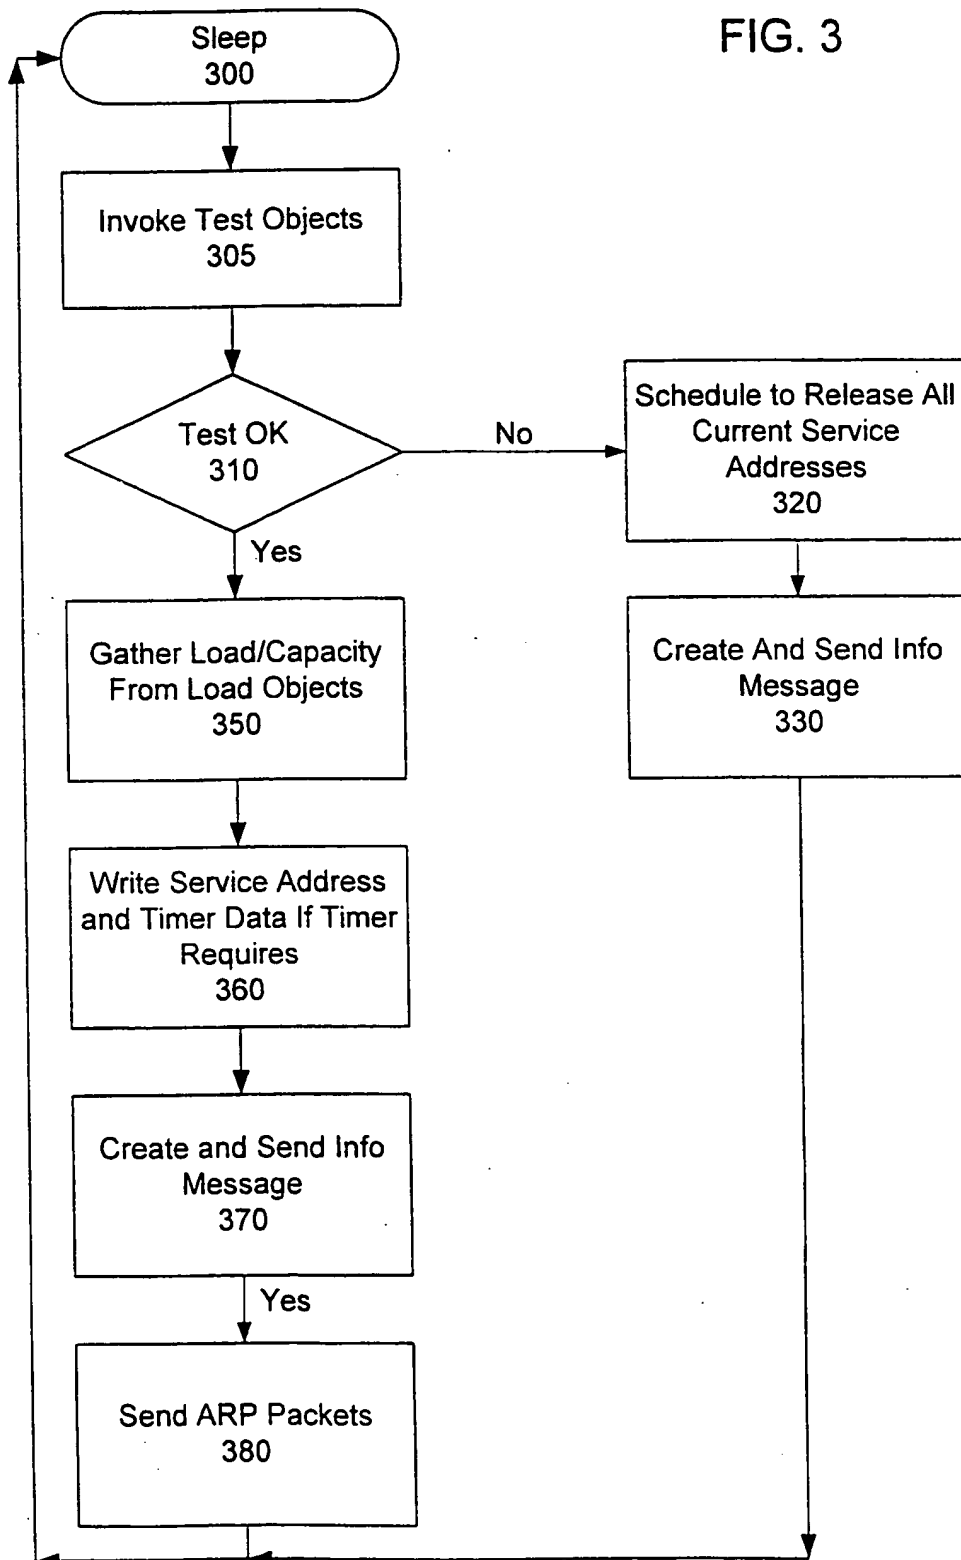 FIG. 3
Sleep
300
Invoke Test Objects
305
Test OK
310
No
Schedule to Release All
Current Service
Addresses
320
Yes
Gather Load/Capacity
From Load Objects
350
Create And Send Info
Message
330
Write Service Address
and Timer Data If Timer
Requires
360
Create and Send Info
Message
370
Yes
Send ARP Packets
380